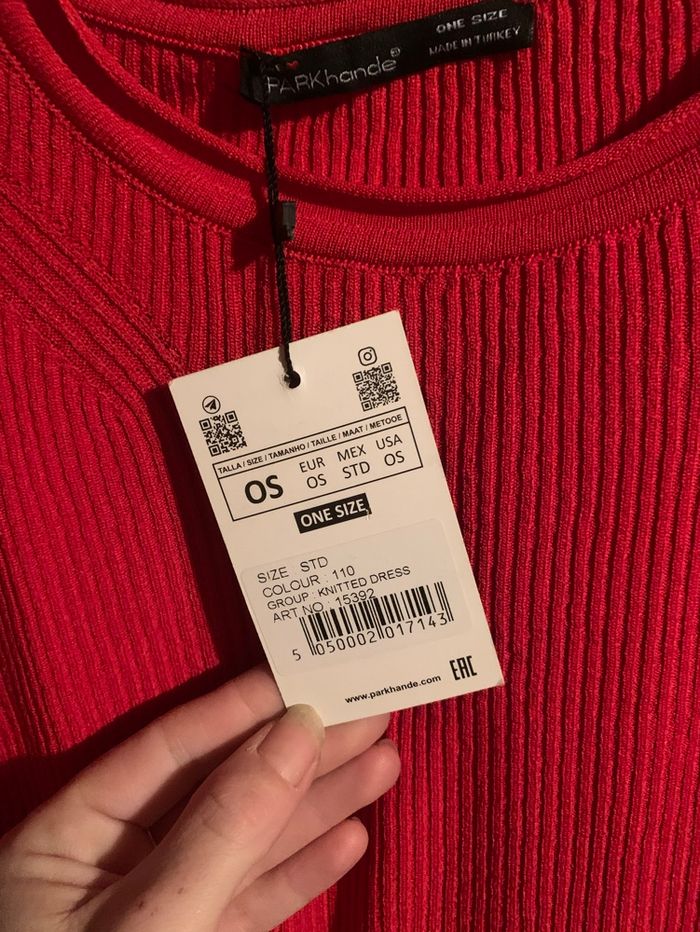 ONE SIZE
PARKhande®
MADE IN TURKEY
TALLA / SIZE / TAMANHO / TAILLE / MAAT / METOOE
OS
EUR MEX USA
OS STD OS
ONE SIZE
SIZE STD
COLOUR : 110
GROUP : KNITTED DRESS
ART NO : 15392
5 050002 017143
www.parkhande.com
EAC